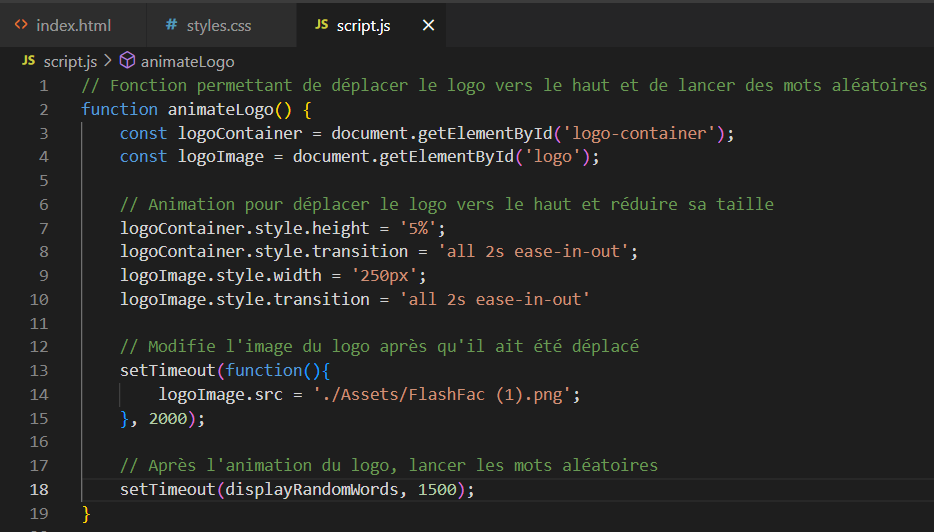 index.html styles.css JS script.js
JS script.js > animateLogo
1 // Fonction permettant de déplacer le logo vers le haut et de lancer des mots aléatoires
2 function animateLogo() {
3 const logoContainer = document.getElementById('logo-container');
4 const logoImage = document.getElementById('logo');
5
6 // Animation pour déplacer le logo vers le haut et réduire sa taille
7 logoContainer.style.height = '5%';
8 logoContainer.style.transition = 'all 2s ease-in-out';
9 logoImage.style.width = '250px';
10 logoImage.style.transition = 'all 2s ease-in-out'
11
12 // Modifie l'image du logo après qu'il ait été déplacé
13 setTimeout(function(){
14 logoImage.src = './Assets/FlashFac (1).png';
15 }, 2000);
16
17 // Après l'animation du logo, lancer les mots aléatoires
18 setTimeout(displayRandomWords, 1500);
19 }